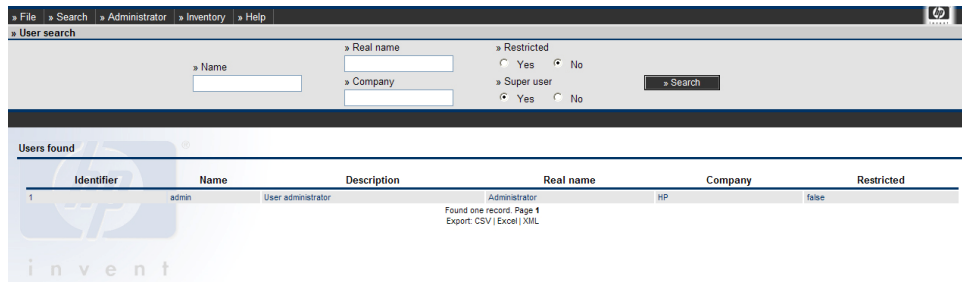 » File » Search » Administrator » Inventory » Help
» User search
» Real name » Restricted
» Name
Yes No
» Company » Super user » Search
Yes No
Users found
Identifier Name Description Real name Company Restricted
1 admin User administrator Administrator HP false
Found one record. Page 1
Export: CSV | Excel | XML
hp
invent